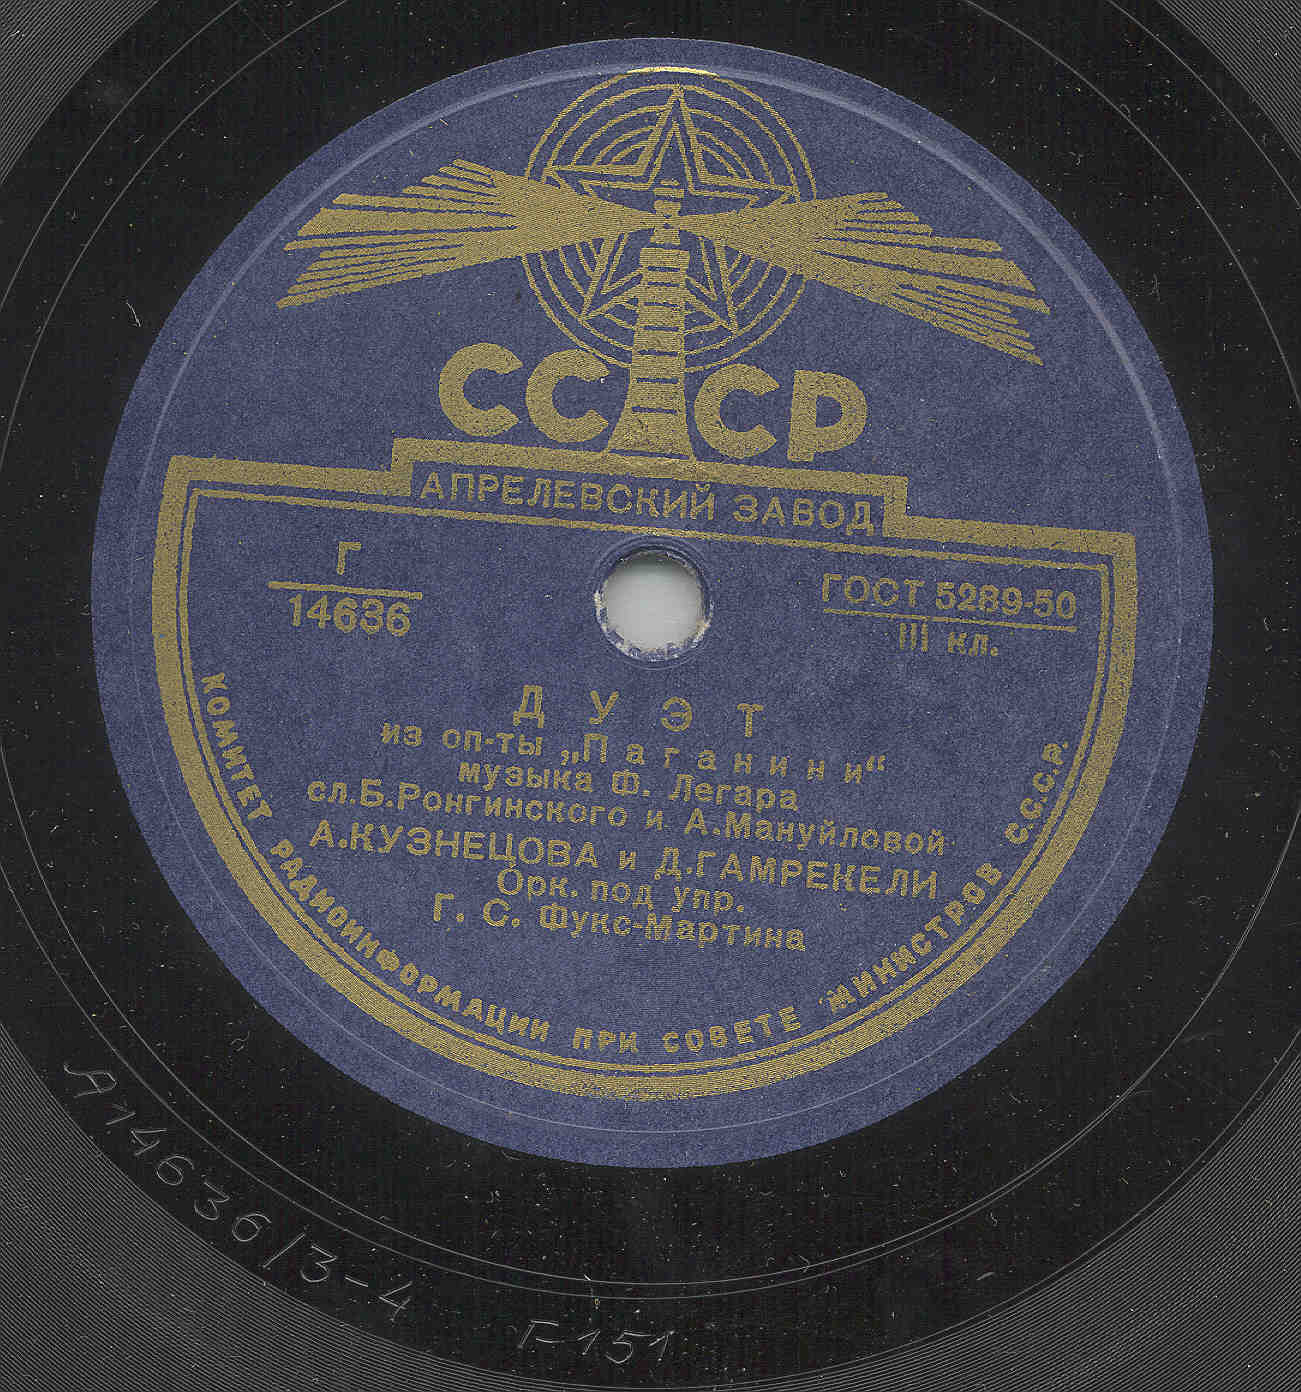 СССР
АПРЕЛЕВСКИЙ ЗАВОД
Г
14636
ГОСТ 5289-50
III кл.
ДУЭТ
из оп-ты „Паганини“
музыка Ф. Легара
сл. Б. Ронгинского и А. Мануйловой
А. КУЗНЕЦОВА и Д. ГАМРЕКЕЛИ
Орк. под упр.
Г. С. Фукс-Мартина
КОМИТЕТ РАДИОИНФОРМАЦИИ ПРИ СОВЕТЕ МИНИСТРОВ С.С.С.Р.
А14636/3-4
Г-151